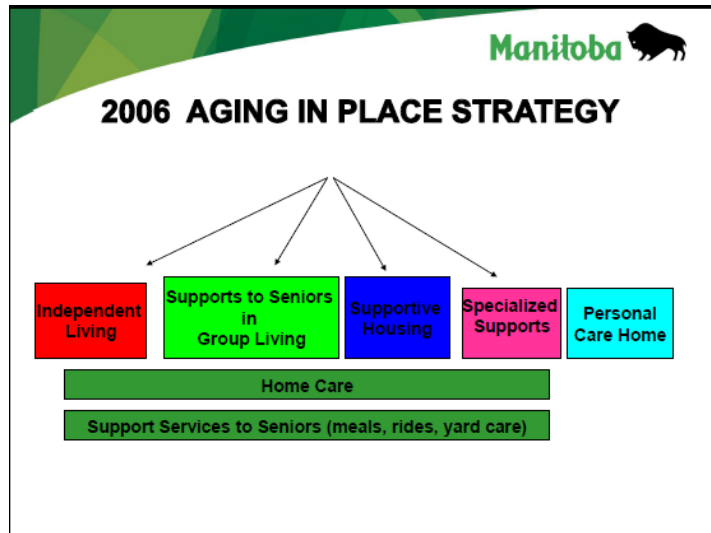 Manitoba
2006 AGING IN PLACE STRATEGY
Independent
Living
Supports to Seniors
in
Group Living
Supportive
Housing
Specialized
Supports
Personal
Care Home
Home Care
Support Services to Seniors (meals, rides, yard care)